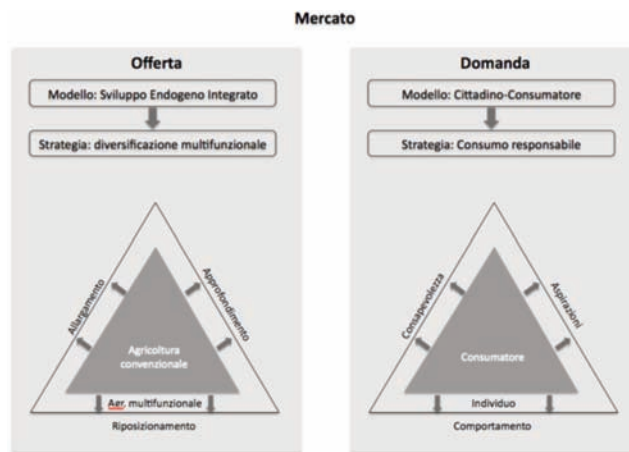 Mercato
Offerta
Modello: Sviluppo Endogeno Integrato
Strategia: diversificazione multifunzionale
Allargamento
Approfondimento
Agricoltura
convenzionale
Agr. multifunzionale
Riposizionamento
Domanda
Modello: Cittadino-Consumatore
Strategia: Consumo responsabile
Consapevolezza
Aspirazioni
Consumatore
Individuo
Comportamento